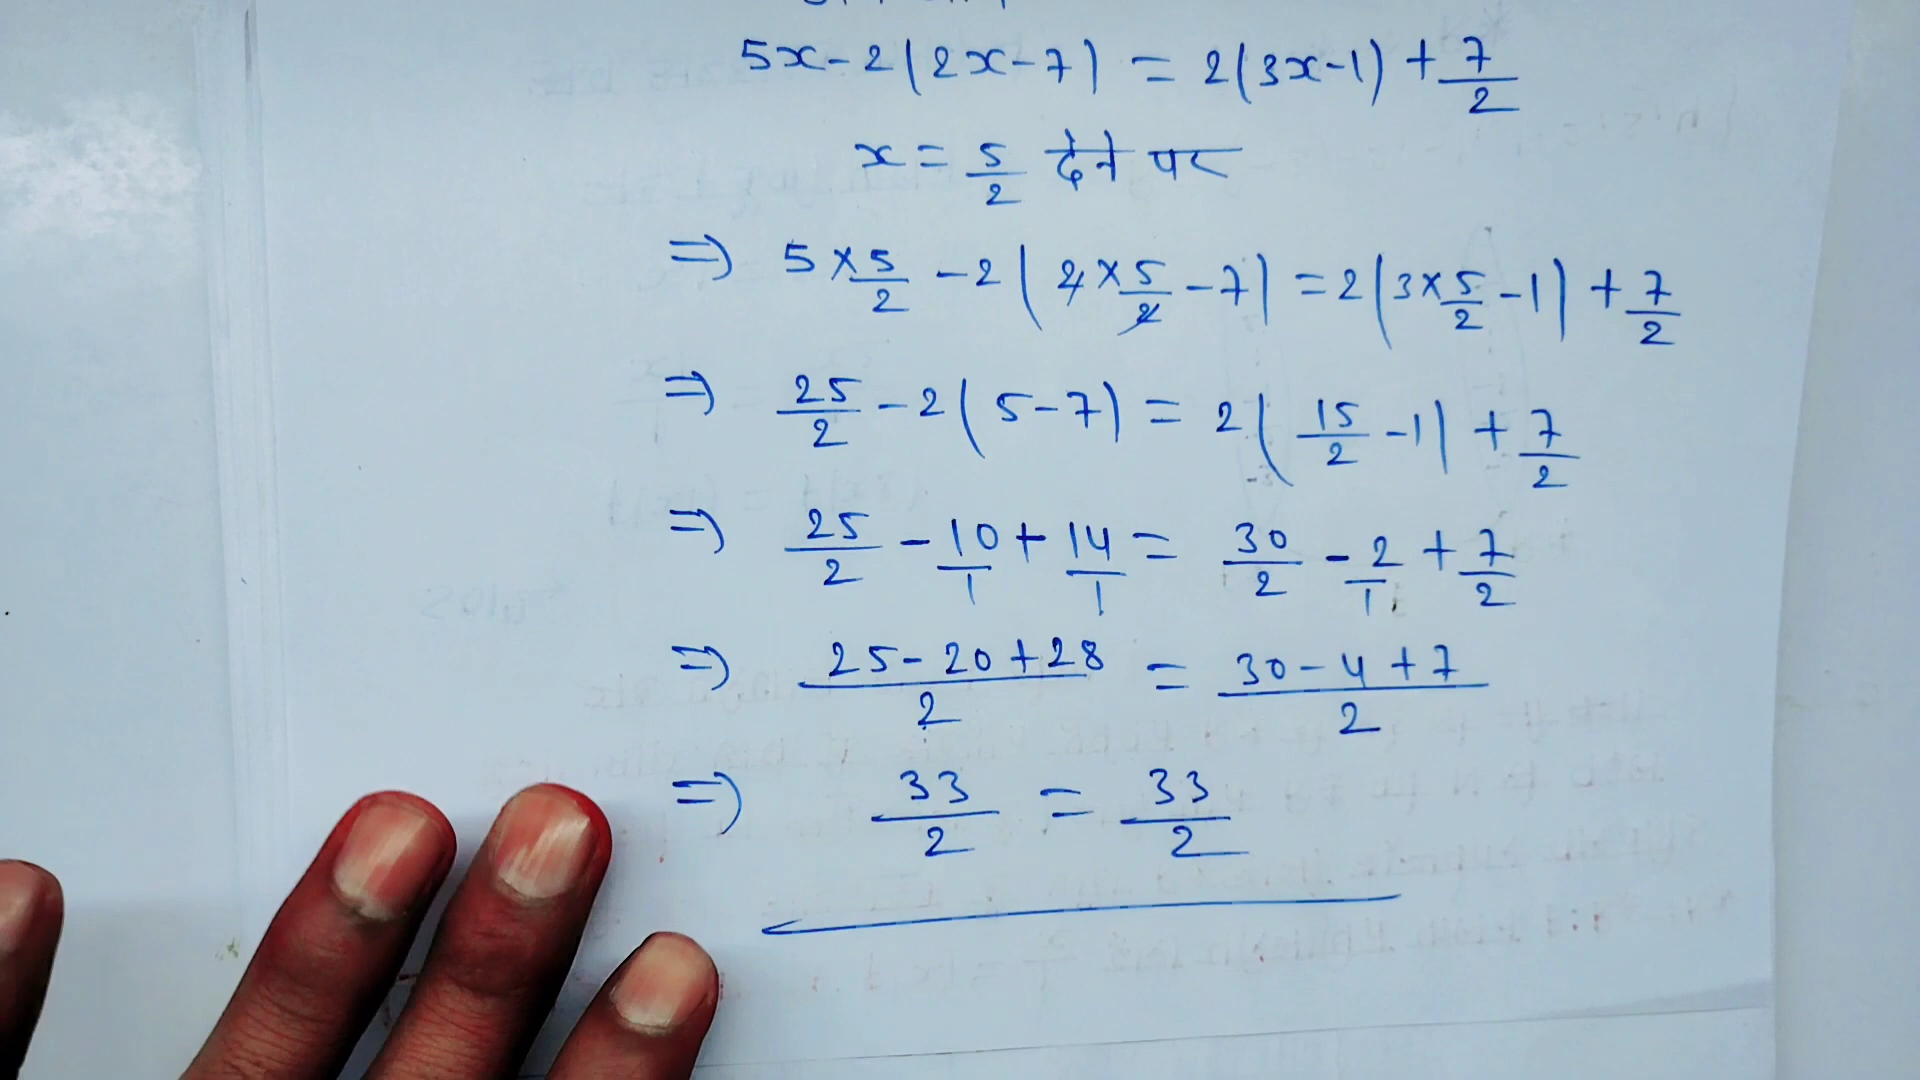 5x-2(2x-7) = 2(3x-1)+7/2
x = 5/2 देने पर
⇒ 5×5/2 -2(2×5/2-7) = 2(3×5/2-1)+7/2
⇒ 25/2 -2(5-7) = 2(15/2-1)+7/2
⇒ 25/2 - 10/1 + 14/1 = 30/2 - 2/1 + 7/2
⇒ 25-20+28/2 = 30-4+7/2
⇒ 33/2 = 33/2